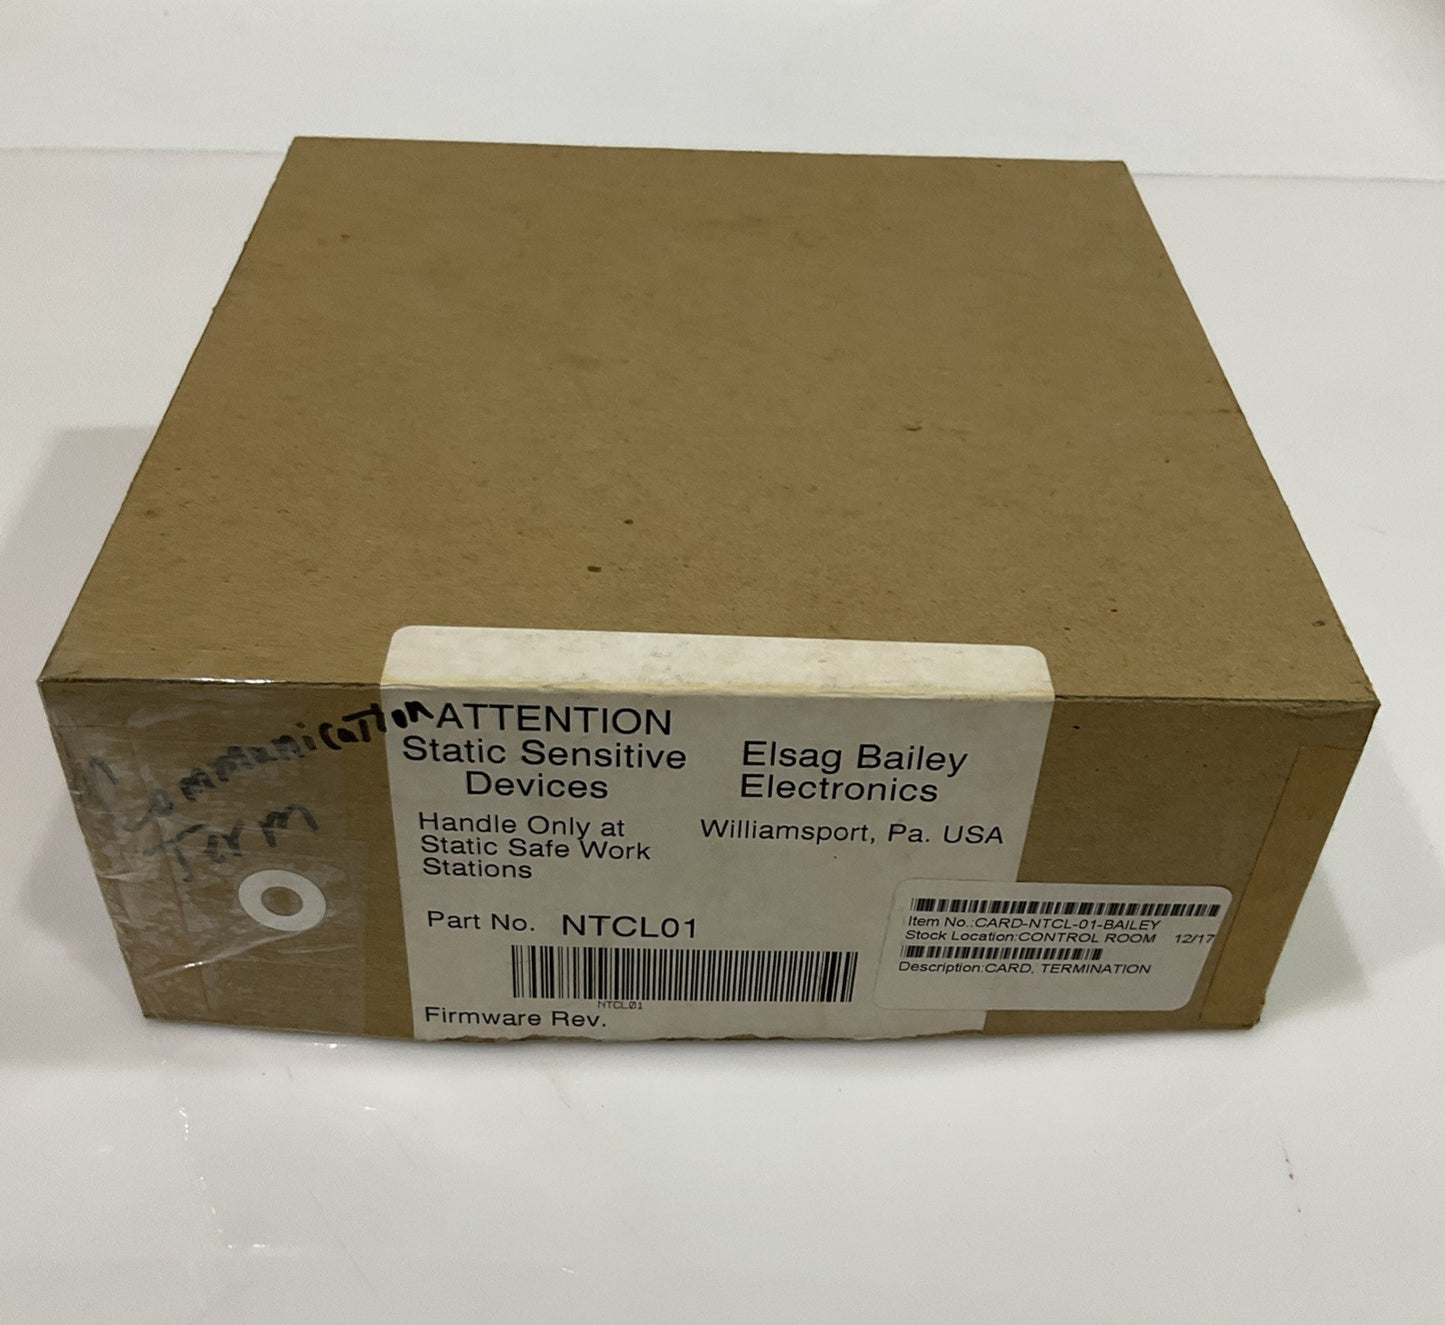 Communication
Term
ATTENTION
Static Sensitive
Devices
Handle Only at
Static Safe Work
Stations
Elsag Bailey
Electronics
Williamsport, Pa. USA
Part No. NTCL01
NTCL01
Firmware Rev.
Item No.:CARD-NTCL-01-BAILEY
Stock Location:CONTROL ROOM 12/17
Description:CARD, TERMINATION